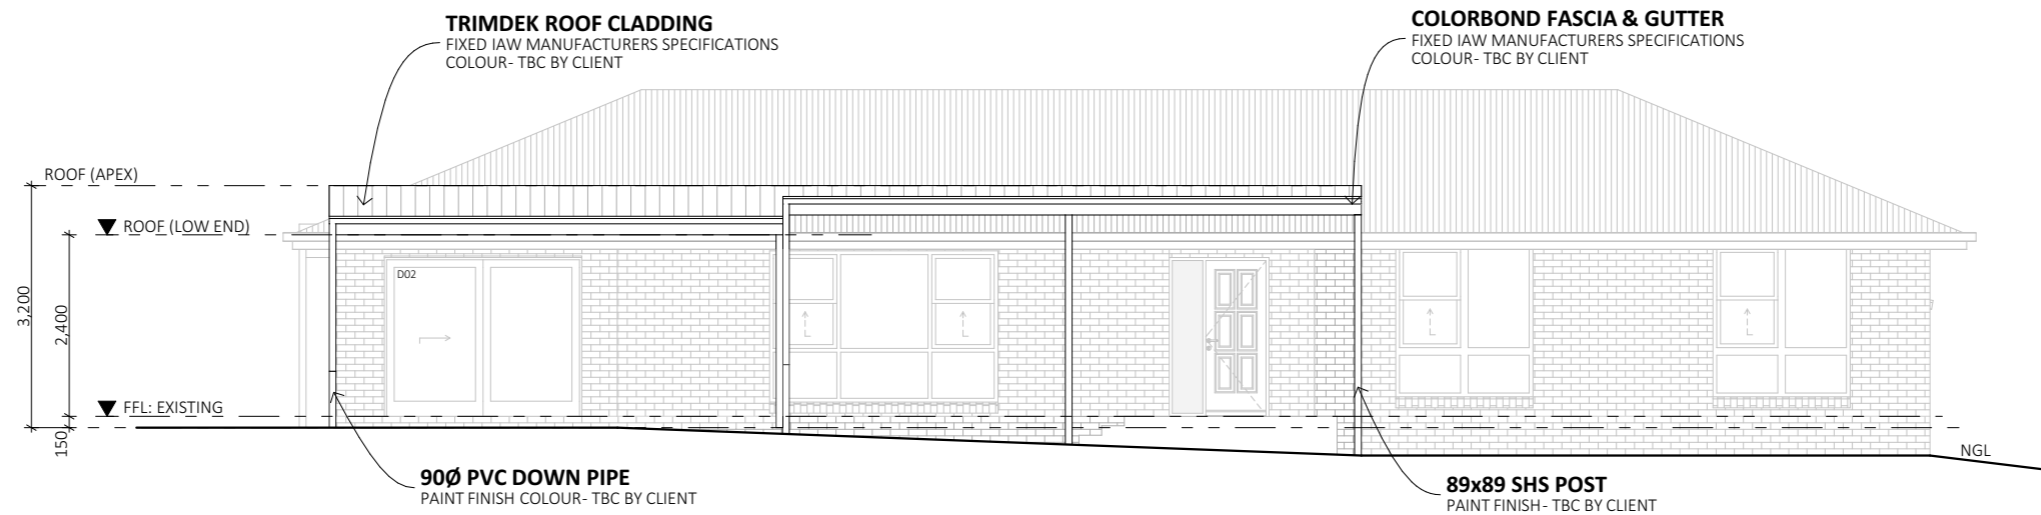 TRIMDEK ROOF CLADDING
FIXED IAW MANUFACTURERS SPECIFICATIONS
COLOUR- TBC BY CLIENT
COLORBOND FASCIA & GUTTER
FIXED IAW MANUFACTURERS SPECIFICATIONS
COLOUR- TBC BY CLIENT
ROOF (APEX)
ROOF (LOW END)
D02
3,200
2,400
FFL: EXISTING
150
NGL
90Ø PVC DOWN PIPE
PAINT FINISH COLOUR- TBC BY CLIENT
89x89 SHS POST
PAINT FINISH- TBC BY CLIENT